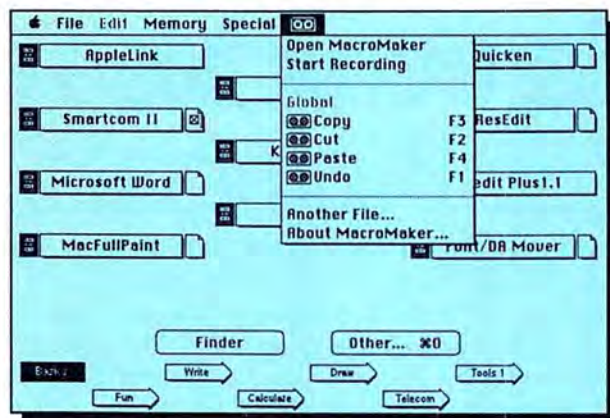 File Edit Memory Special
AppleLink
Open MacroMaker
Start Recording
Quicken
Global
Smartcom II
Copy F3
ResEdit
Cut F2
K
Paste F4
Undo F1
Microsoft Word
edit Plus1.1
Another File...
About MacroMaker...
MacFullPaint
Font/DA Mover
Finder
Other... ⌘O
Write
Draw
Tools 1
Fun
Calculate
Telecom